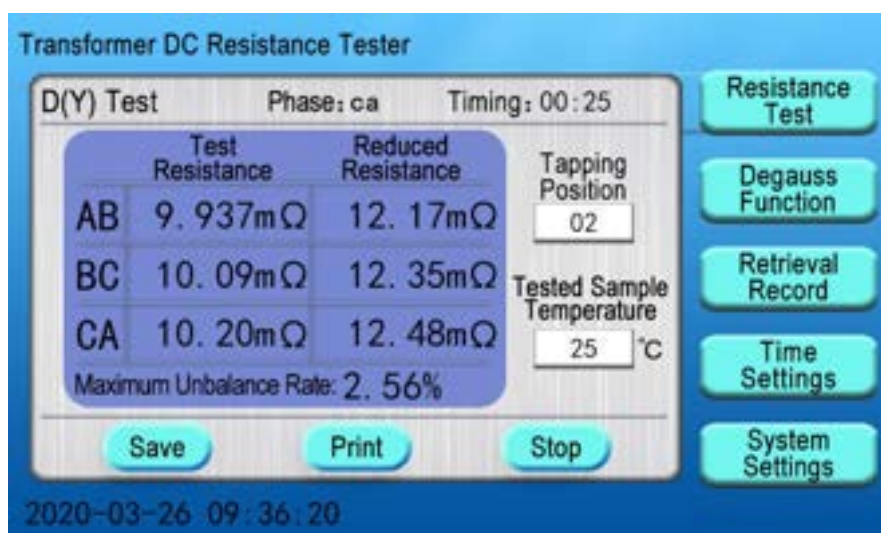 Transformer DC Resistance Tester
D(Y) Test Phase: ca Timing: 00:25
Test Resistance Reduced Resistance
AB 9.937mΩ 12.17mΩ
BC 10.09mΩ 12.35mΩ
CA 10.20mΩ 12.48mΩ
Maximum Unbalance Rate: 2.56%
Tapping
Position
02
Tested Sample
Temperature
25 °C
Save Print Stop
Resistance
Test
Degauss
Function
Retrieval
Record
Time
Settings
System
Settings
2020-03-26 09:36:20